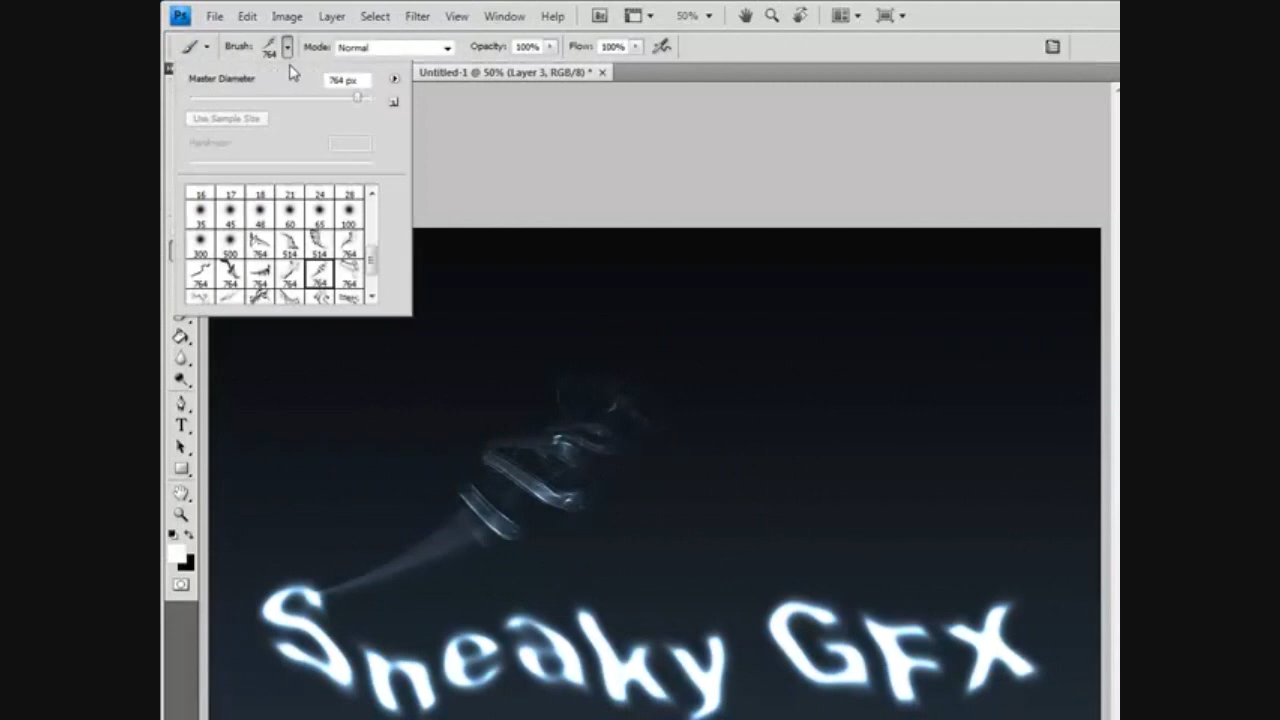 Ps File Edit Image Layer Select Filter View Window Help Br 50%
Brush: 764 Mode: Normal Opacity: 100% Flow: 100%
Untitled-1 @ 50% (Layer 3, RGB/8) * ×
Master Diameter 764 px
Use Sample Size
Hardness:
16 17 18 21 24 28
35 45 48 60 65 100
300 500 764 514 514 764
764 764 764 764 764 764
T
Sneaky GFX